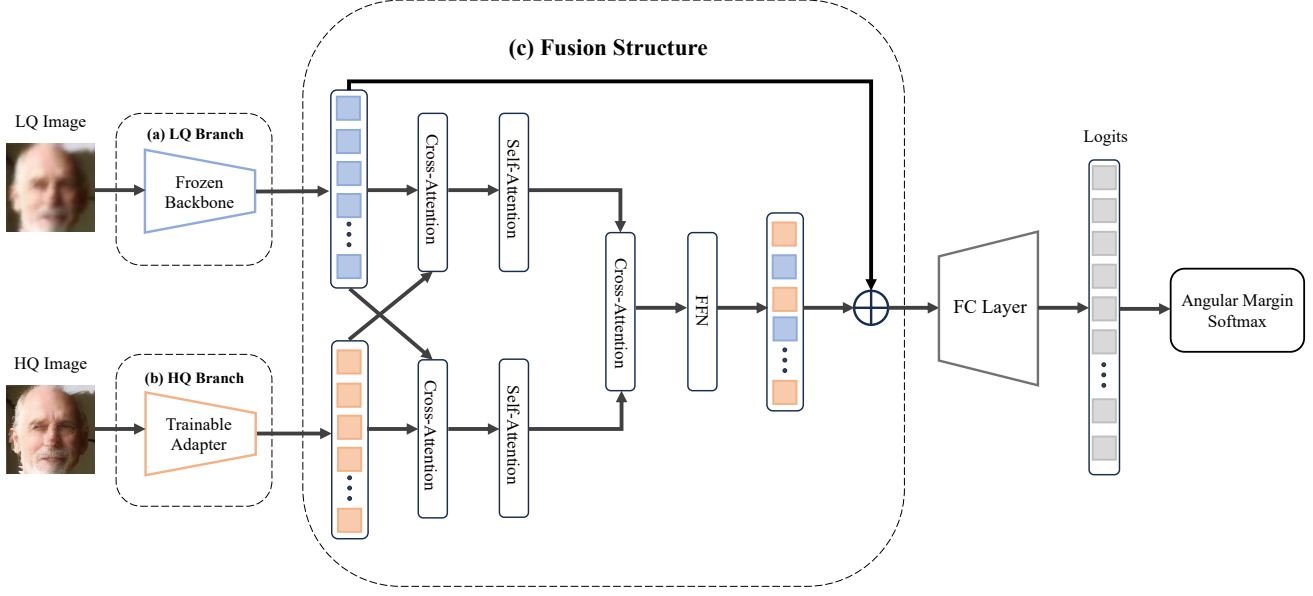 (c) Fusion Structure
LQ Image
(a) LQ Branch
Frozen
Backbone
Cross-Attention
Self-Attention
Cross-Attention
FFN
HQ Image
(b) HQ Branch
Trainable
Adapter
Cross-Attention
Self-Attention
FC Layer
Logits
Angular Margin
Softmax